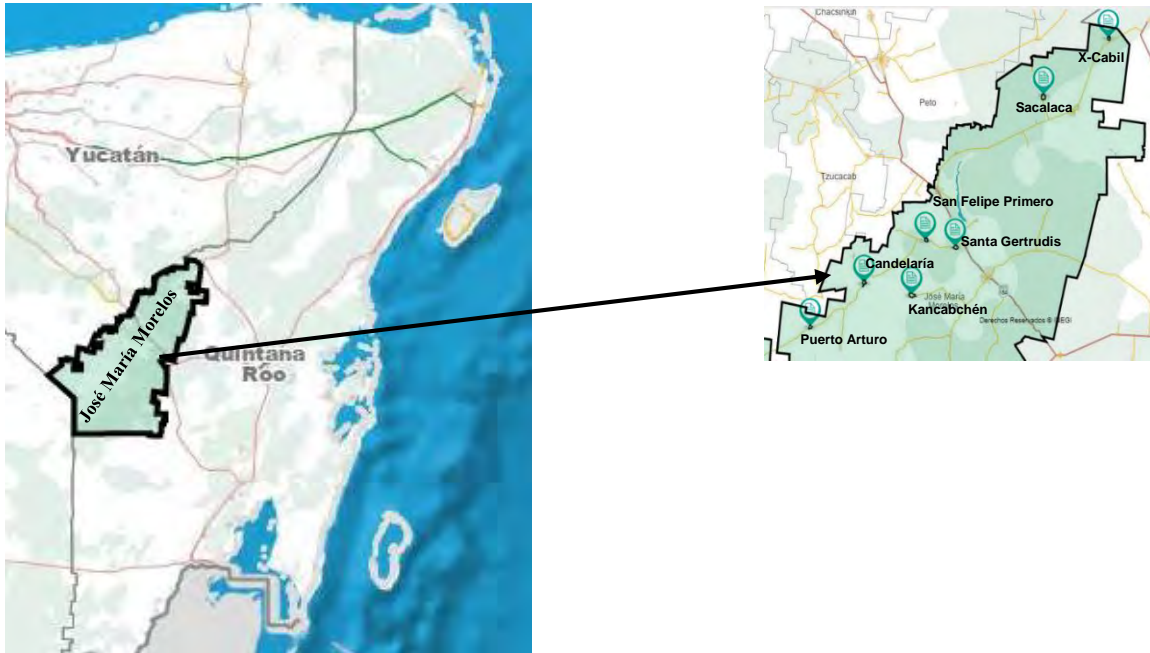 Yucatán
José María Morelos
Quintana
Roo
Chacsinkín
X-Cabil
Peto
Sacalaca
Tzucacab
San Felipe Primero
Santa Gertrudis
Candelaría
José María
Morelos
Kancabchén
Derechos Reservados © INEGI
Puerto Arturo